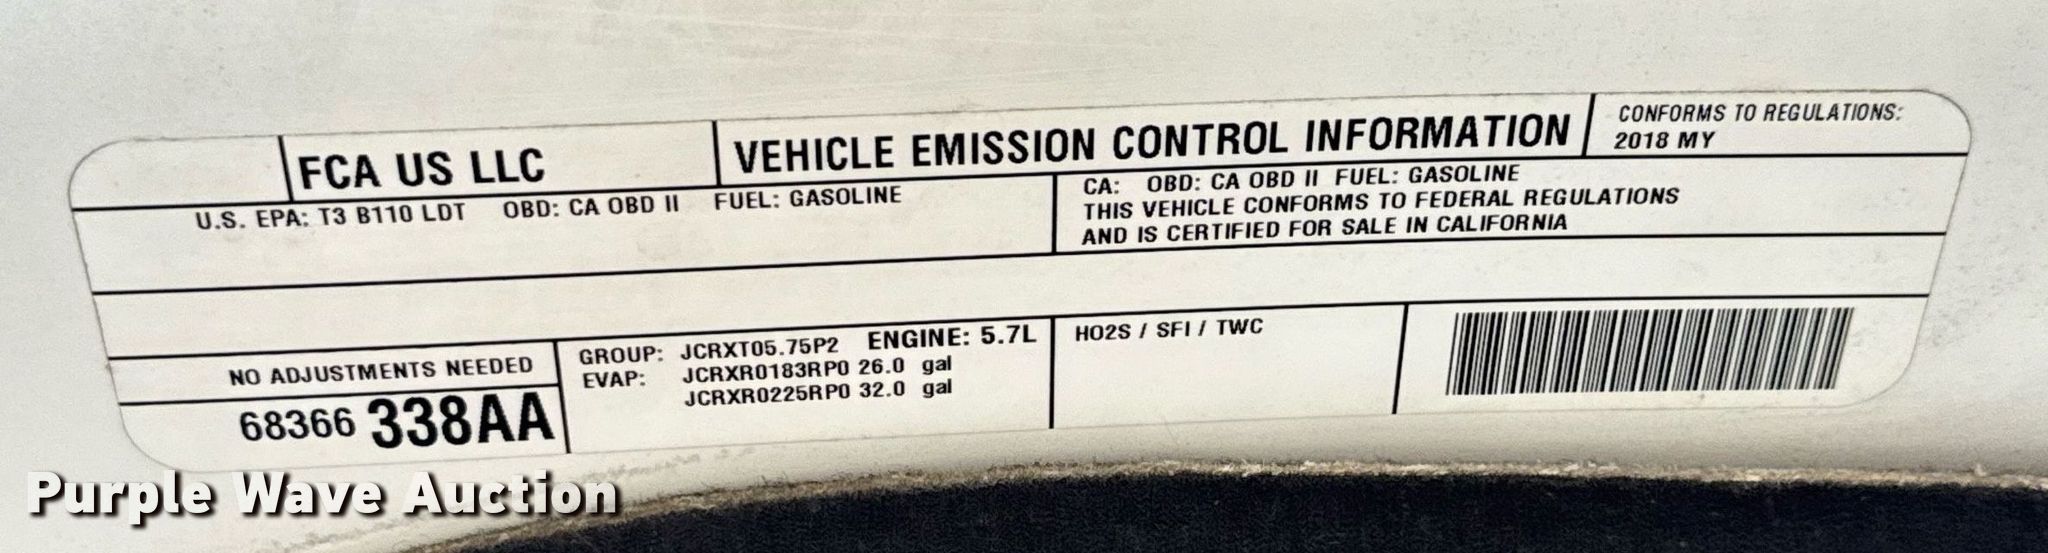 FCA US LLC
VEHICLE EMISSION CONTROL INFORMATION
CONFORMS TO REGULATIONS:
2018 MY
U.S. EPA: T3 B110 LDT OBD: CA OBD II FUEL: GASOLINE
CA: OBD: CA OBD II FUEL: GASOLINE
THIS VEHICLE CONFORMS TO FEDERAL REGULATIONS
AND IS CERTIFIED FOR SALE IN CALIFORNIA
NO ADJUSTMENTS NEEDED
68366 338AA
GROUP: JCRXT05.75P2 ENGINE: 5.7L
EVAP: JCRXR0183RP0 26.0 gal
JCRXR0225RP0 32.0 gal
HO2S / SFI / TWC
Purple Wave Auction